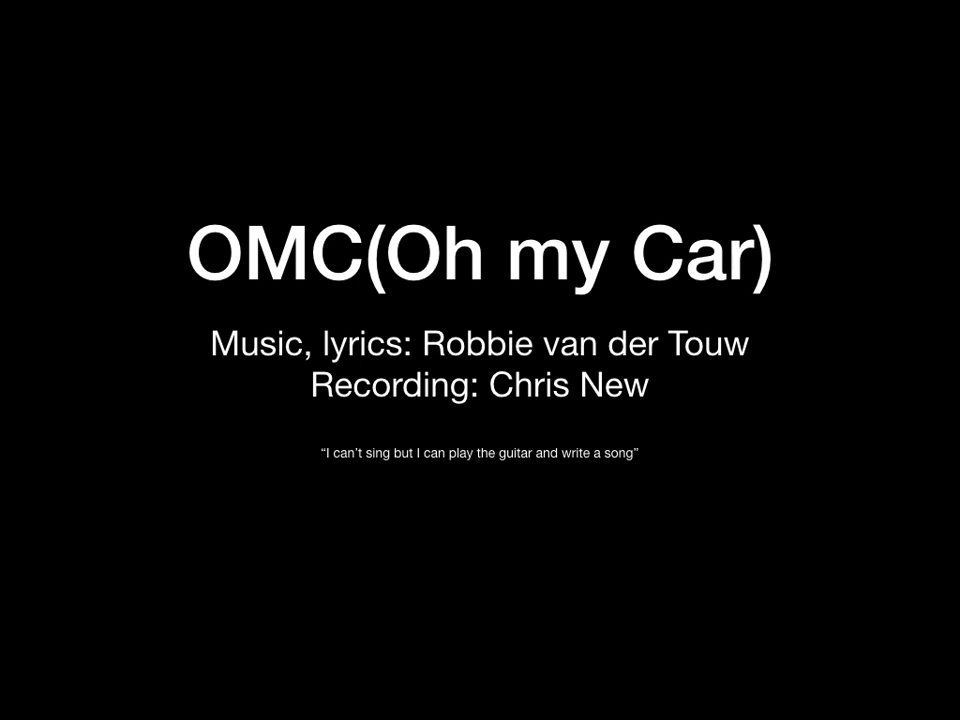 OMC(Oh my Car)
Music, lyrics: Robbie van der Touw
Recording: Chris New
“I can’t sing but I can play the guitar and write a song”